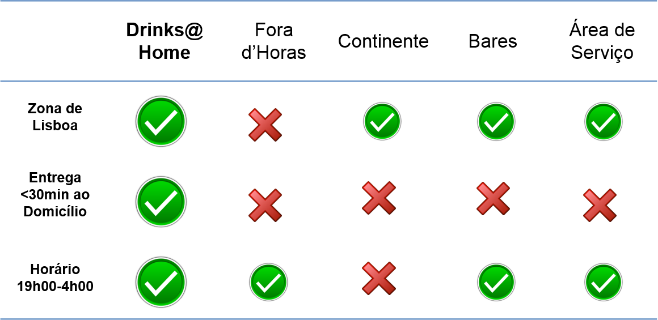 Drinks@
Home
Fora
d’Horas
Continente
Bares
Área de
Serviço
Zona de
Lisboa
Entrega
<30min ao
Domicílio
Horário
19h00-4h00